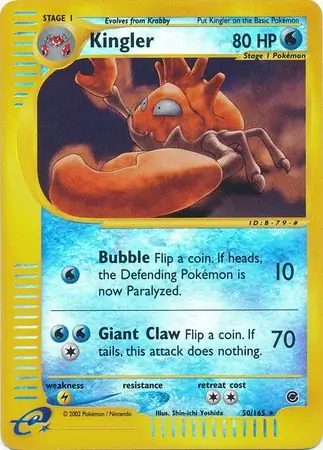 STAGE 1
Evolves from Krabby
Put Kingler on the Basic Pokémon
Kingler
80 HP
Stage 1 Pokémon
ID:B-79-#
Bubble Flip a coin. If heads,
the Defending Pokémon is
now Paralyzed.
10
Giant Claw Flip a coin. If
tails, this attack does nothing.
70
weakness
resistance
retreat cost
e
© 2002 Pokémon / Nintendo
Illus. Shin-ichi Yoshida
50/165 ★